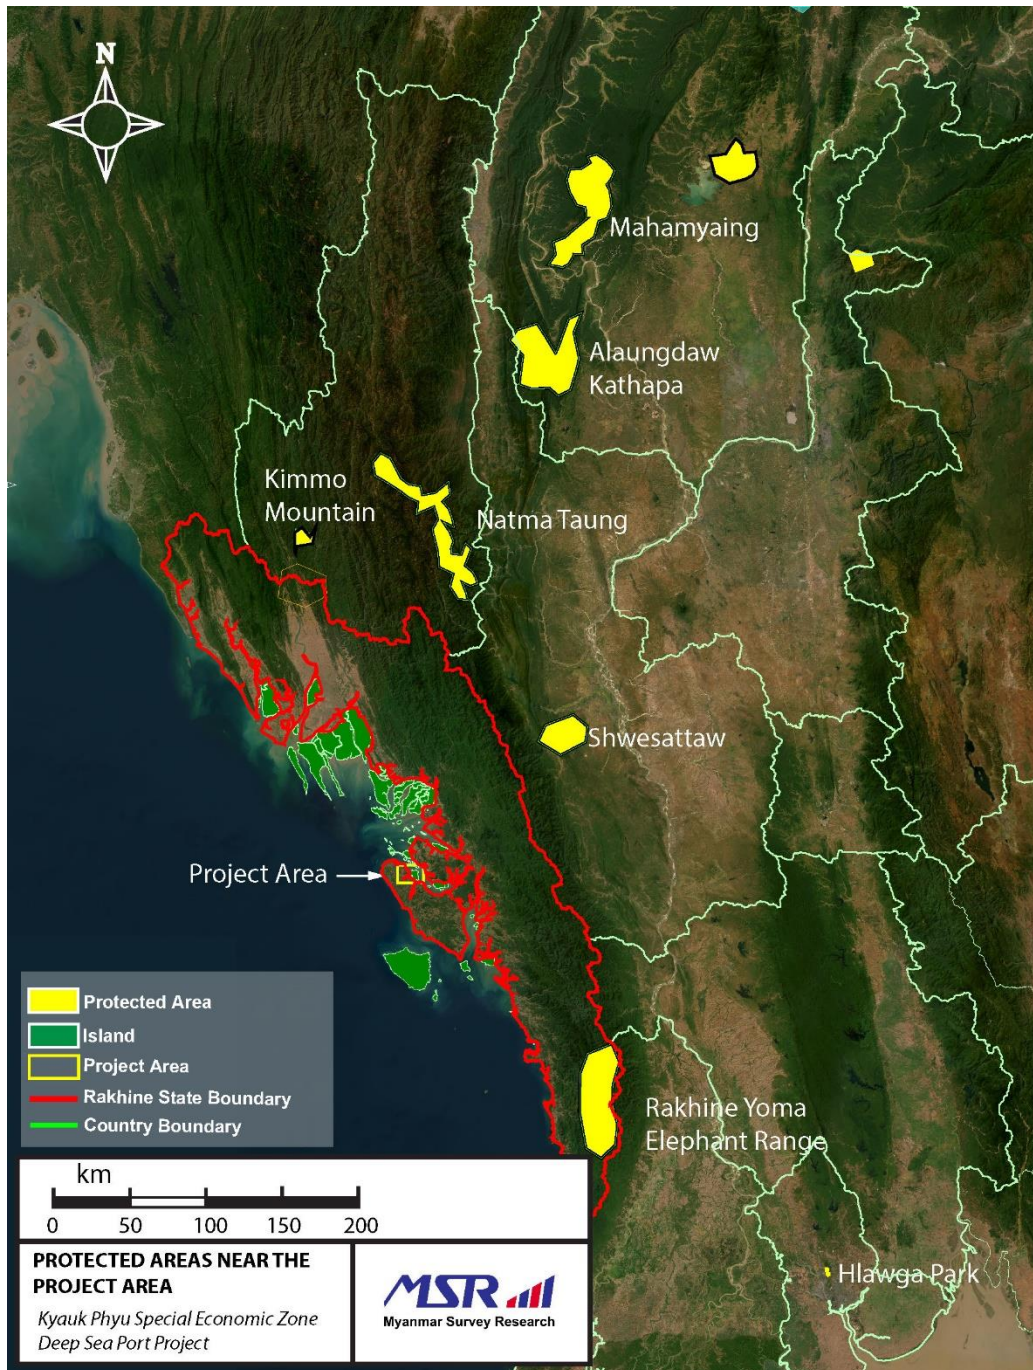 N
Mahamyaing
Alaungdaw
Kathapa
Kimmo
Mountain
Natma Taung
Shwesattaw
Project Area
Protected Area
Island
Project Area
Rakhine State Boundary
Country Boundary
Rakhine Yoma
Elephant Range
km
0 50 100 150 200
PROTECTED AREAS NEAR THE
PROJECT AREA
Kyauk Phyu Special Economic Zone
Deep Sea Port Project
MSR
Myanmar Survey Research
Hlawga Park